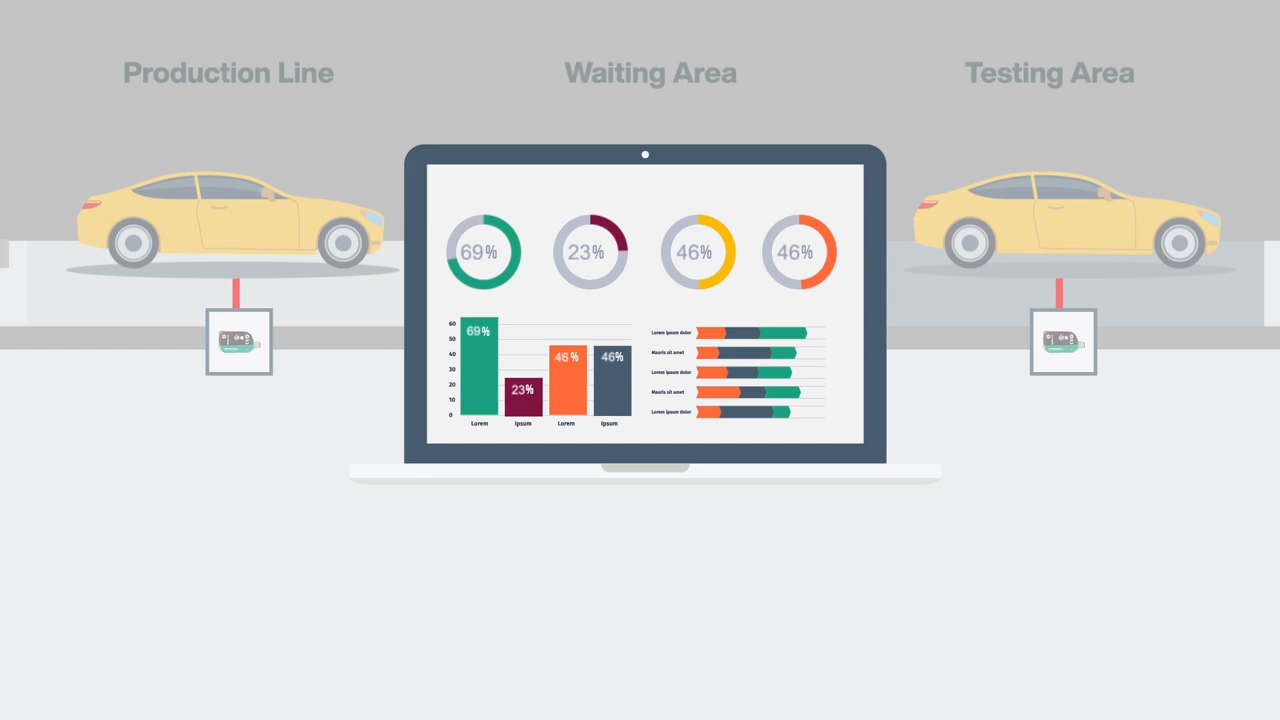 Production Line
Waiting Area
Testing Area
69%
23%
46%
46%
60
50
40
30
20
10
0
69%
23%
46%
46%
Lorem
Ipsum
Lorem
Ipsum
Lorem ipsum dolor
Mauris sit amet
Lorem ipsum dolor
Mauris sit amet
Lorem ipsum dolor